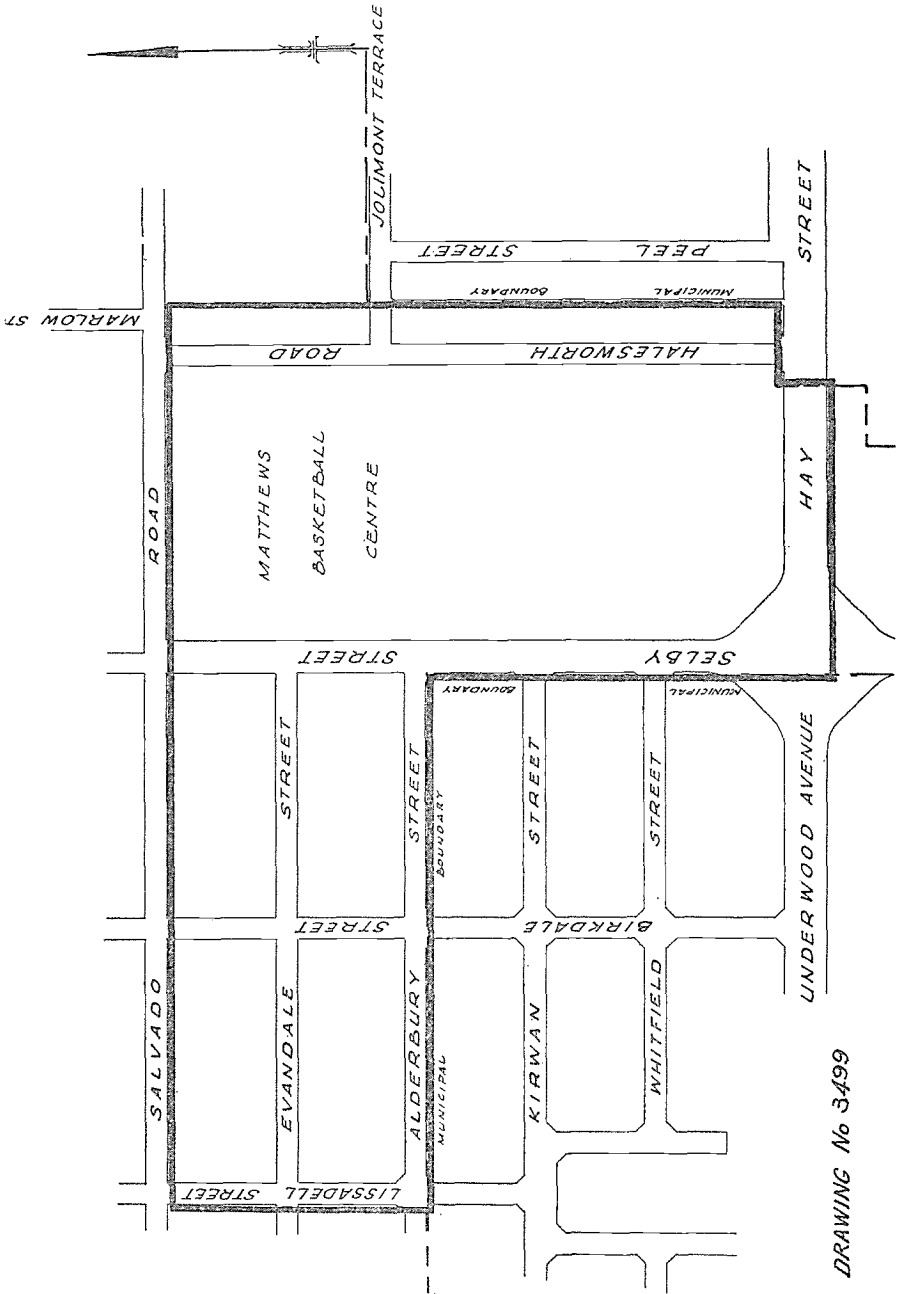 MARLOW ST.
JOLIMONT TERRACE
SALVADO ROAD
HALESWORTH ROAD
PEEL STREET
MUNICIPAL BOUNDARY
MATTHEWS
BASKETBALL
CENTRE
SELBY STREET
HAY STREET
EVANDALE STREET
ALDERBURY STREET
MUNICIPAL BOUNDARY
MUNICIPAL BOUNDARY
LISSADELL STREET
BIRKDALE STREET
KIRWAN STREET
WHITFIELD STREET
UNDERWOOD AVENUE
DRAWING No 3499